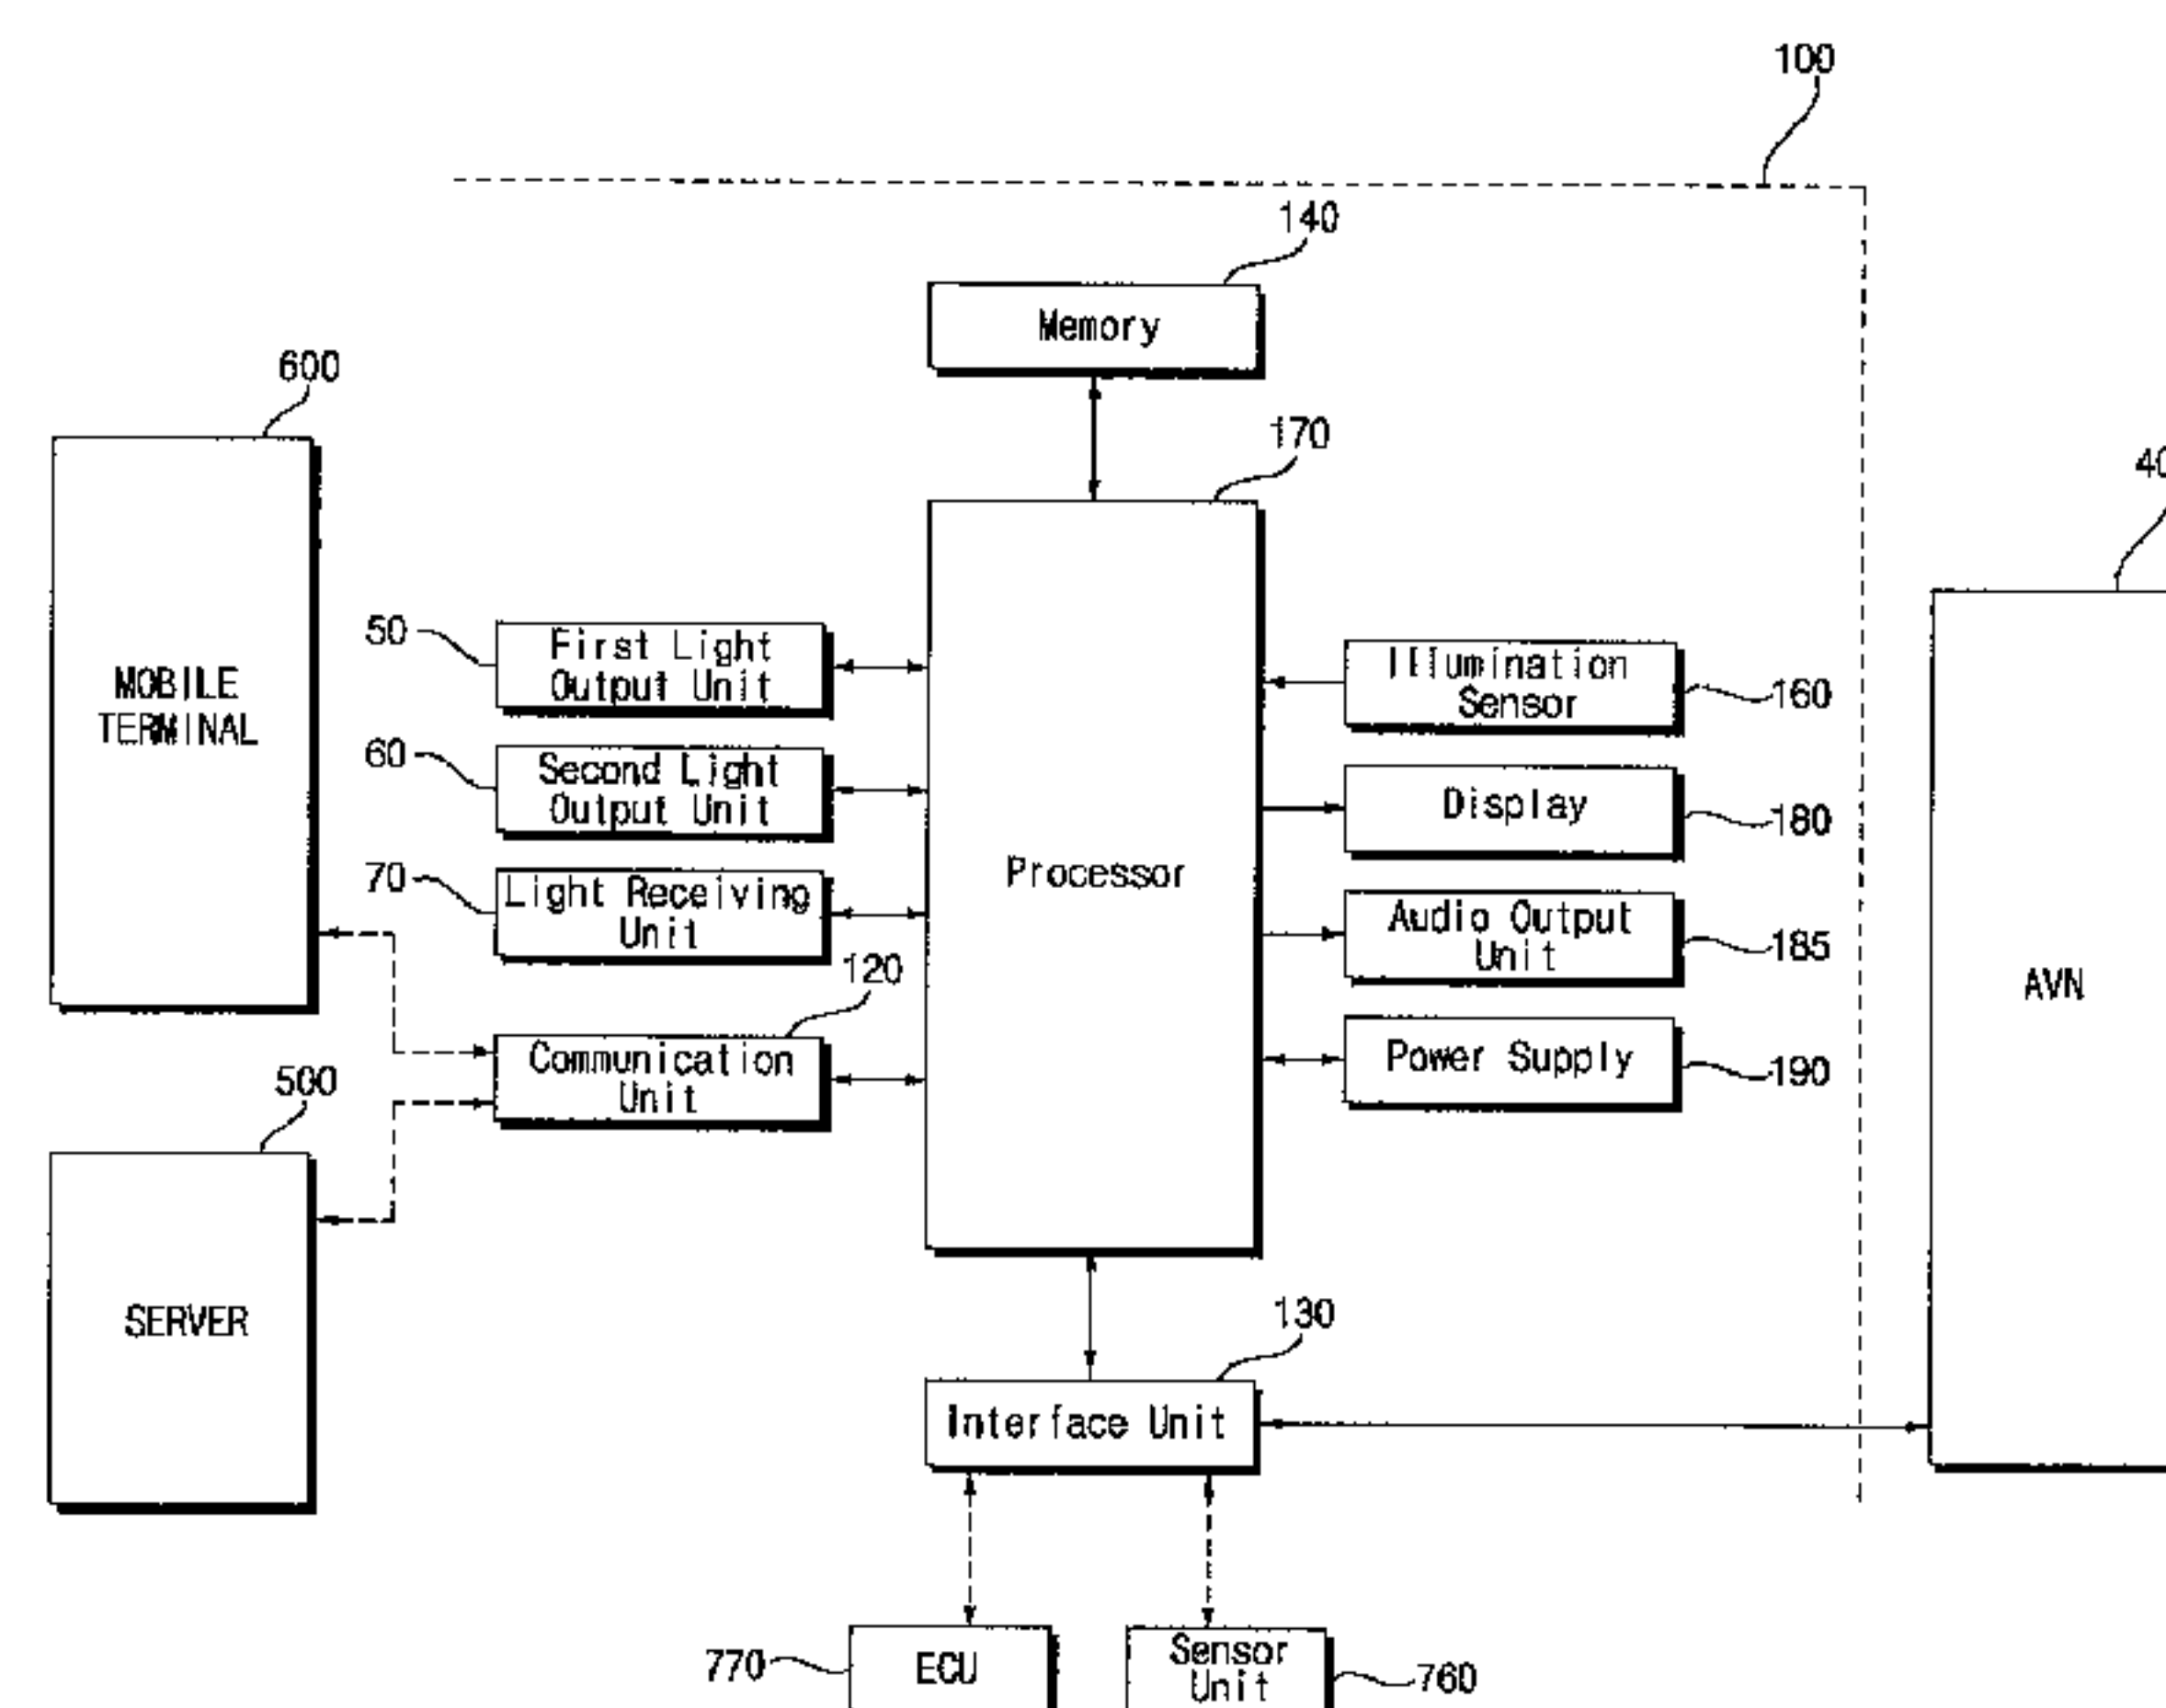 100
140
Memory
600
170
40
MOBILE
TERMINAL
50
First Light
Output Unit
Illumination
Sensor
160
60
Second Light
Output Unit
Display
180
70
Light Receiving
Unit
Processor
Audio Output
Unit
185
AVN
120
Communication
Unit
Power Supply
190
500
SERVER
130
Interface Unit
770
ECU
Sensor
Unit
760